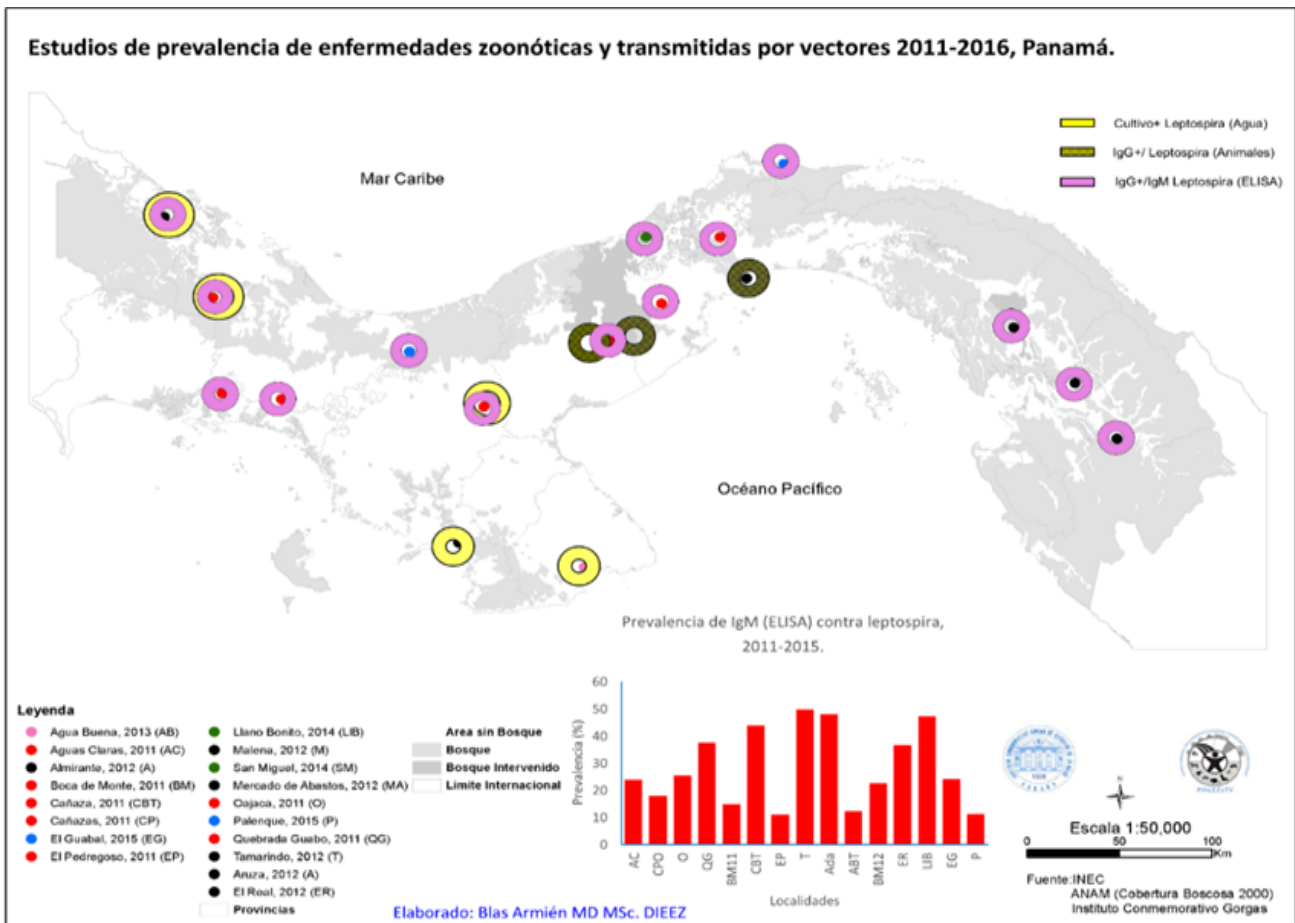 Estudios de prevalencia de enfermedades zoonóticas y transmitidas por vectores 2011-2016, Panamá.
Cultivo+ Leptospira (Agua)
IgG+/ Leptospira (Animales)
IgG+/IgM Leptospira (ELISA)
Mar Caribe
Océano Pacífico
Prevalencia de IgM (ELISA) contra leptospira,
2011-2015.
Leyenda
Agua Buena, 2013 (AB)
Aguas Claras, 2011 (AC)
Almirante, 2012 (A)
Boca de Monte, 2011 (BM)
Cañaza, 2011 (CBT)
Cañazas, 2011 (CP)
El Guabal, 2015 (EG)
El Pedregoso, 2011 (EP)
Llano Bonito, 2014 (LIB)
Malena, 2012 (M)
San Miguel, 2014 (SM)
Mercado de Abastos, 2012 (MA)
Oajaca, 2011 (O)
Palenque, 2015 (P)
Quebrada Guabo, 2011 (QG)
Tamarindo, 2012 (T)
Aruza, 2012 (A)
El Real, 2012 (ER)
Provincias
Area sin Bosque
Bosque
Bosque Intervenido
Limite Internacional
Prevalencia (%)
60
50
40
30
20
10
0
AC
CPO
O
QG
BM11
CBT
EP
T
Ada
ABT
BM12
ER
LIB
EG
P
Localidades
N
Escala 1:50,000
0 50 100
Km
Fuente:INEC
ANAM (Cobertura Boscosa 2000)
Instituto Conmemorativo Gorgas
Elaborado: Blas Armién MD MSc. DIEEZ